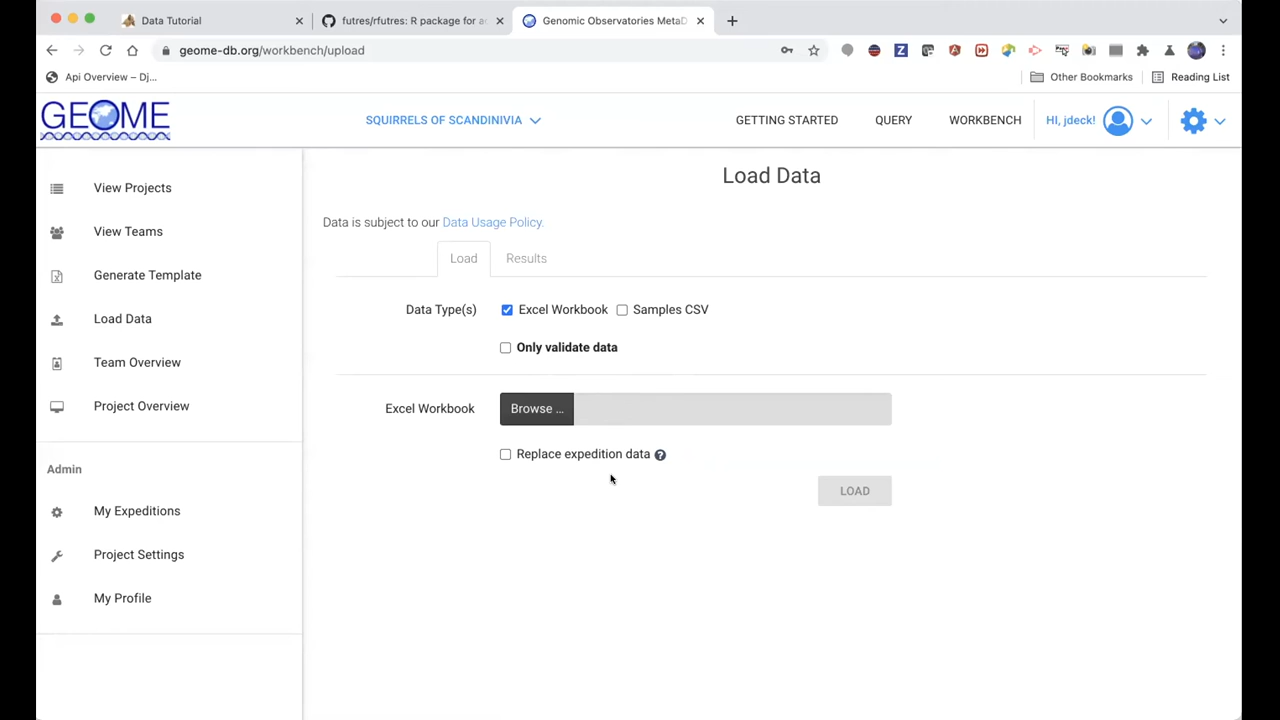 Data Tutorial
futres/rfutres: R package for ac
Genomic Observatories MetaD
geome-db.org/workbench/upload
Api Overview – Dj...
Other Bookmarks
Reading List
GEOME
SQUIRRELS OF SCANDINIVIA
GETTING STARTED
QUERY
WORKBENCH
HI, jdeck!
View Projects
View Teams
Generate Template
Load Data
Team Overview
Project Overview
Admin
My Expeditions
Project Settings
My Profile
Load Data
Data is subject to our Data Usage Policy.
Load Results
Data Type(s) Excel Workbook Samples CSV
Only validate data
Excel Workbook Browse ...
Replace expedition data ?
LOAD